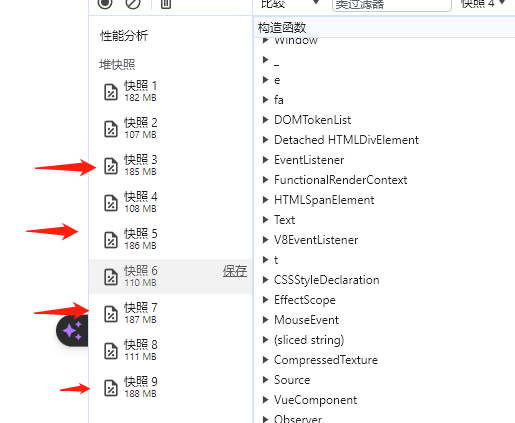 比较
类过滤器
快照 4
性能分析
堆快照
快照 1
182 MB
快照 2
107 MB
快照 3
185 MB
快照 4
108 MB
快照 5
186 MB
快照 6
保存
110 MB
快照 7
187 MB
快照 8
111 MB
快照 9
188 MB
构造函数
Window
_
e
fa
DOMTokenList
Detached HTMLDivElement
EventListener
FunctionalRenderContext
HTMLSpanElement
Text
V8EventListener
t
CSSStyleDeclaration
EffectScope
MouseEvent
(sliced string)
CompressedTexture
Source
VueComponent
Observer